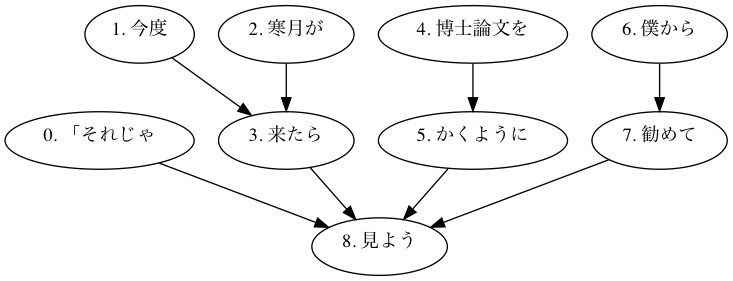 1. 今度
2. 寒月が
4. 博士論文を
6. 僕から
0. 「それじゃ
3. 来たら
5. かくように
7. 勧めて
8. 見よう